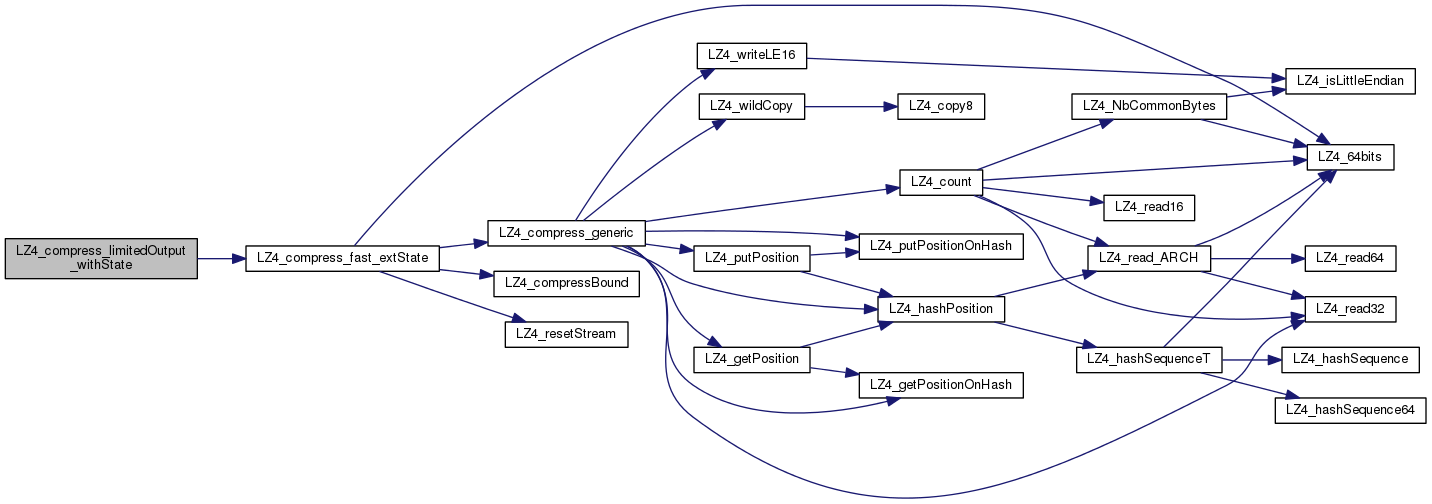 LZ4_compress_limitedOutput
_withState
LZ4_compress_fast_extState
LZ4_compress_generic
LZ4_compressBound
LZ4_resetStream
LZ4_writeLE16
LZ4_wildCopy
LZ4_copy8
LZ4_count
LZ4_putPosition
LZ4_putPositionOnHash
LZ4_hashPosition
LZ4_getPosition
LZ4_getPositionOnHash
LZ4_NbCommonBytes
LZ4_isLittleEndian
LZ4_64bits
LZ4_read16
LZ4_read_ARCH
LZ4_read64
LZ4_read32
LZ4_hashSequenceT
LZ4_hashSequence
LZ4_hashSequence64